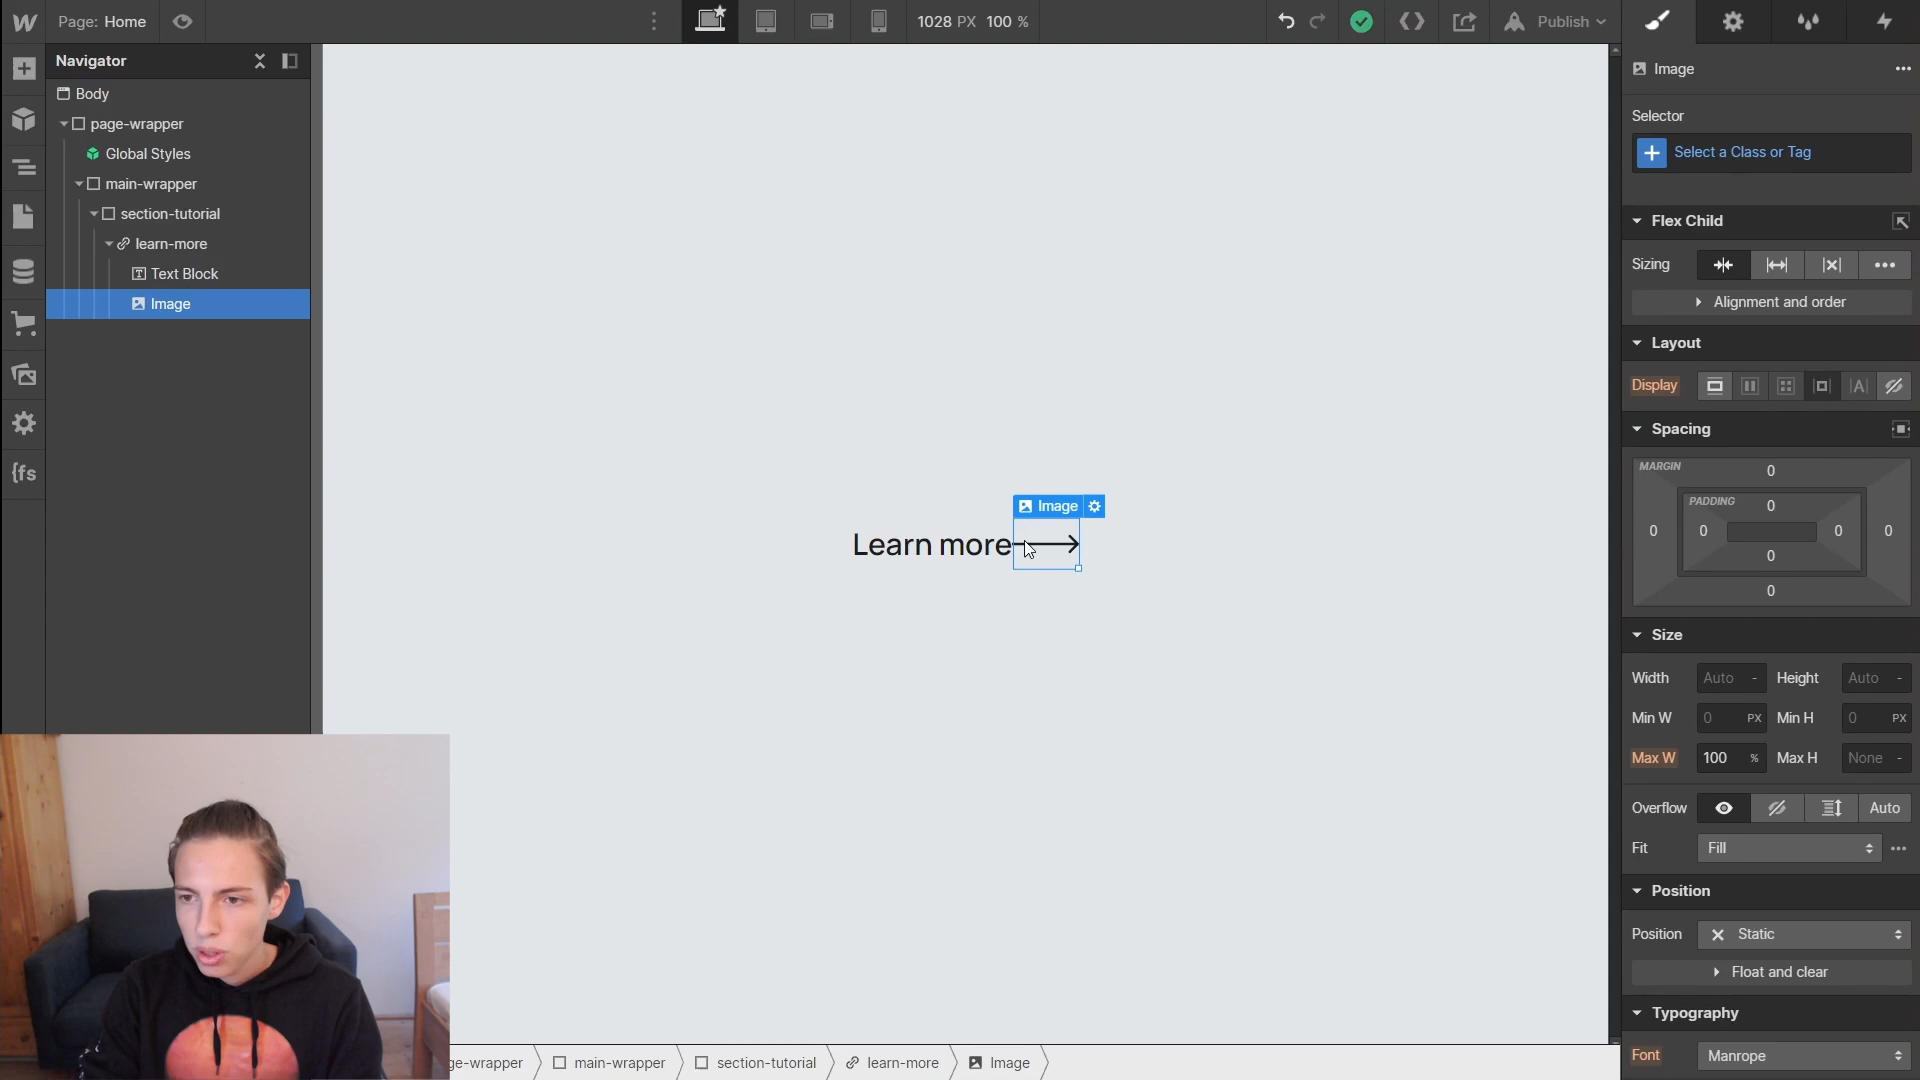 Page: Home
1028 PX 100 %
Publish
Navigator
Body
page-wrapper
Global Styles
main-wrapper
section-tutorial
learn-more
Text Block
Image
{fs
Image
Learn more
Image
Selector
Select a Class or Tag
Flex Child
Sizing
Alignment and order
Layout
Display
Spacing
MARGIN
0
PADDING
0
0 0 0 0
0
0
Size
Width Auto - Height Auto -
Min W 0 PX Min H 0 PX
Max W 100 % Max H None -
Overflow Auto
Fit Fill
Position
Position Static
Float and clear
Typography
Font Manrope
ge-wrapper main-wrapper section-tutorial learn-more Image